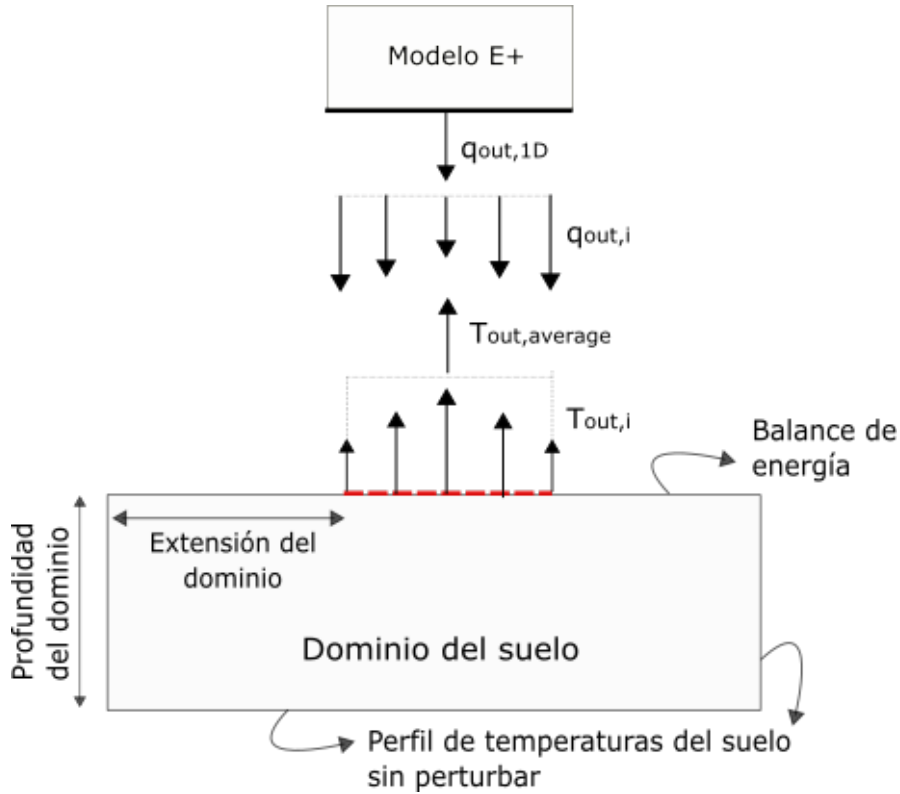 Modelo E+
qout,1D
qout,i
Tout,average
Tout,i
Balance de
energía
Extensión del
dominio
Profundidad
del dominio
Dominio del suelo
Perfil de temperaturas del suelo
sin perturbar